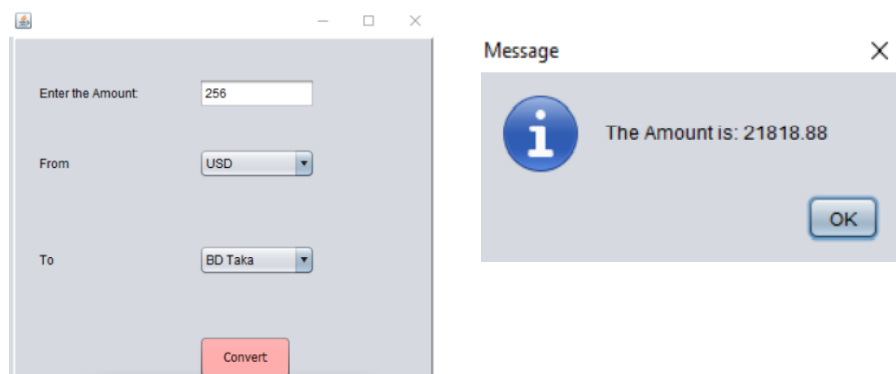 Enter the Amount:
256
From
USD
To
BD Taka
Convert
Message
The Amount is: 21818.88
OK